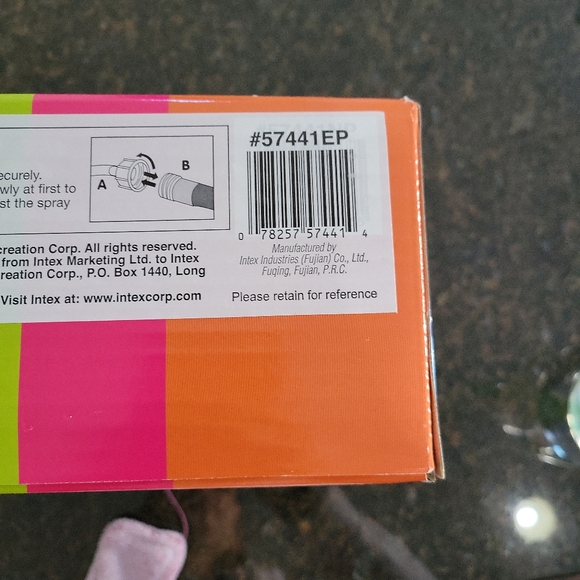 #57441EP
ecurely.
wly at first to
st the spray
A
B
0 78257 57441 4
Manufactured by
Intex Industries (Fujian) Co., Ltd.,
Fuqing, Fujian, P.R.C.
creation Corp. All rights reserved.
from Intex Marketing Ltd. to Intex
creation Corp., P.O. Box 1440, Long
Visit Intex at: www.intexcorp.com
Please retain for reference